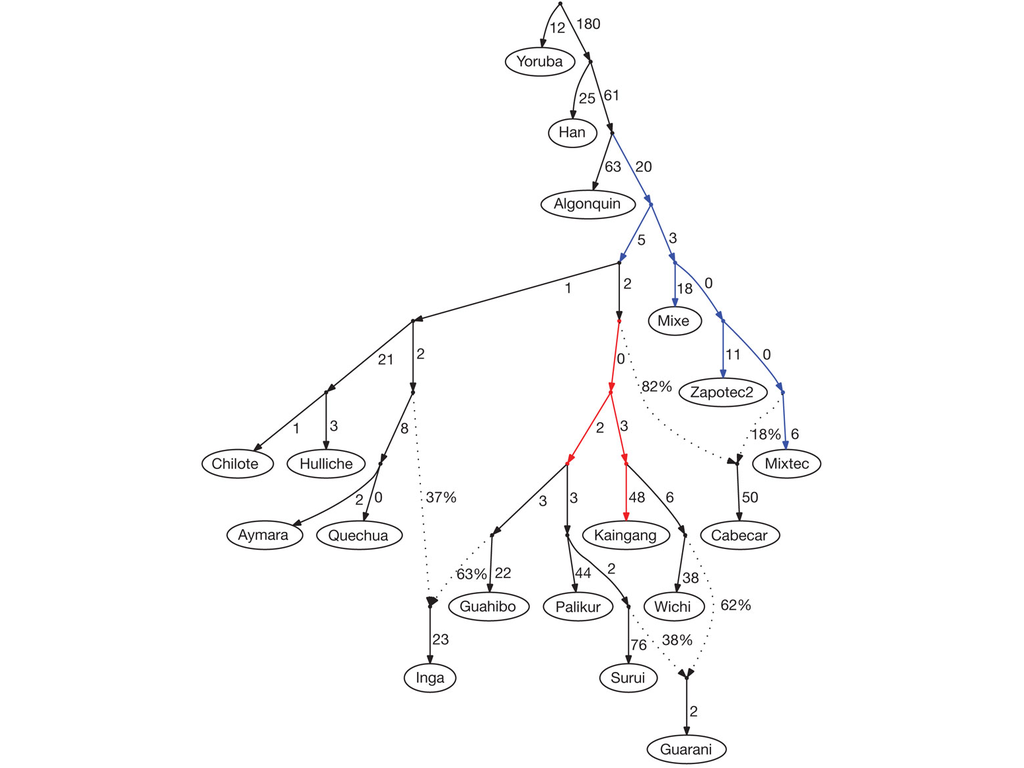 12 180
Yoruba
25 61
Han
63 20
Algonquin
5 3
1 2 18 0
Mixe
21 2 0 82% 11 0
Zapotec2
1 3 8 2 3 18% 6
Chilote Hulliche Mixtec
2 0 37% 3 3 48 6 50
Aymara Quechua Kaingang Cabecar
63% 22 44 2 38 62%
Guahibo Palikur Wichi
23 76 38%
Inga Surui
2
Guarani